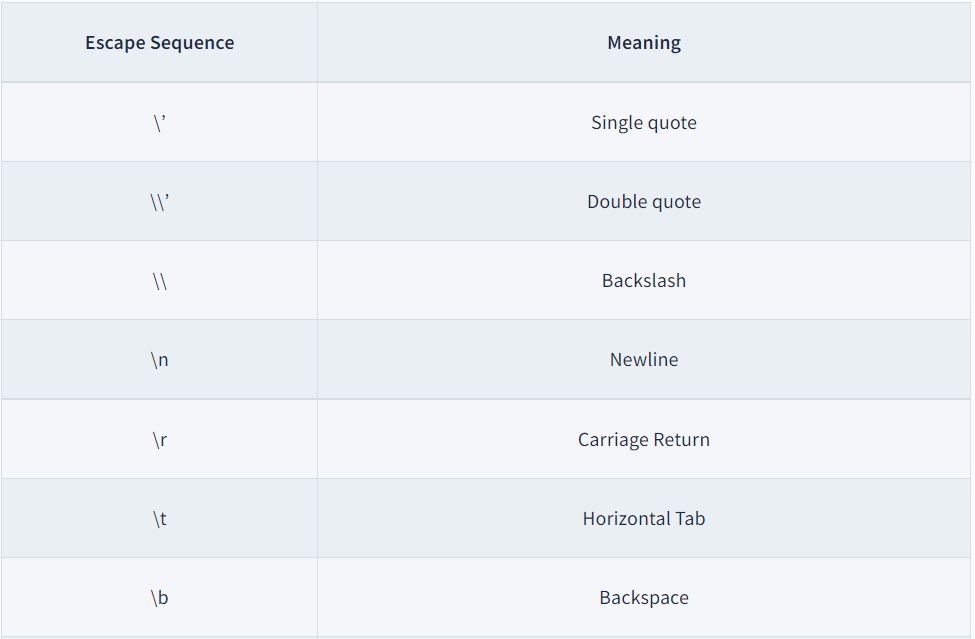 Escape Sequence Meaning
\’ Single quote
\\’ Double quote
\\ Backslash
\n Newline
\r Carriage Return
\t Horizontal Tab
\b Backspace